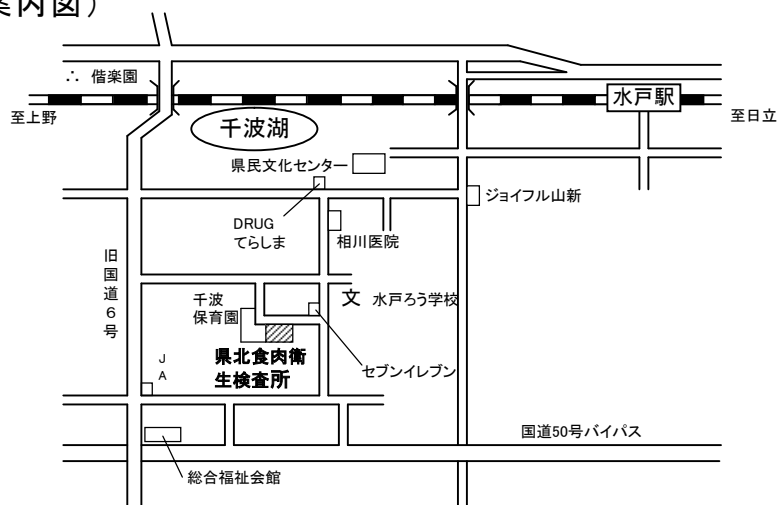 案内図）
∴ 偕楽園
水戸駅
至上野
至日立
千波湖
県民文化センター
ジョイフル山新
DRUG
てらしま
相川医院
旧国道６号
千波
保育園
文 水戸ろう学校
県北食肉衛
生検査所
セブンイレブン
ＪＡ
国道50号バイパス
総合福祉会館